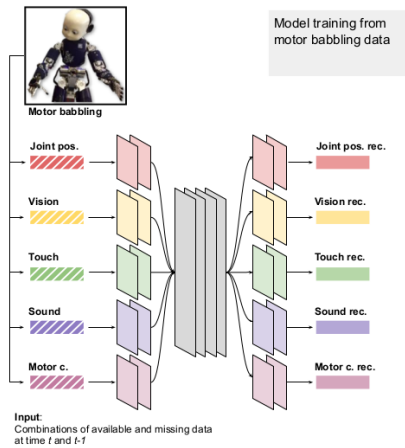 Model training from
motor babbling data
Motor babbling
Joint pos.
Joint pos. rec.
Vision
Vision rec.
Touch
Touch rec.
Sound
Sound rec.
Motor c.
Motor c. rec.
Input:
Combinations of available and missing data
at time t and t-1